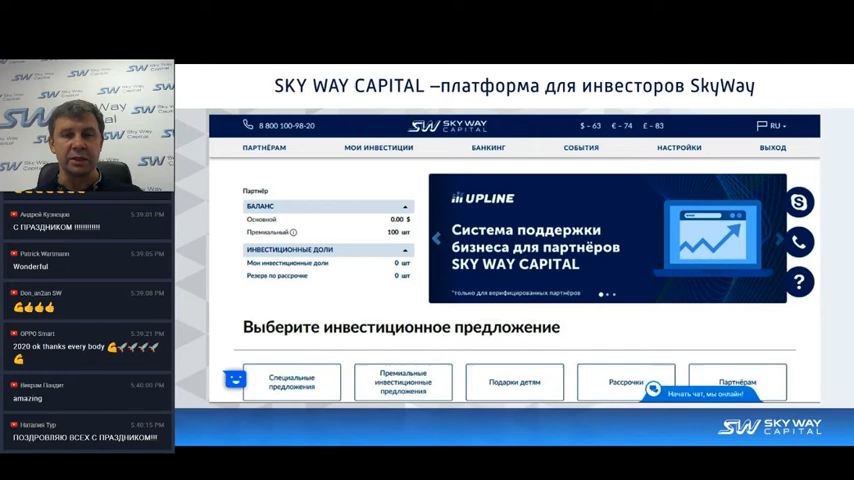 SKY WAY CAPITAL –платформа для инвесторов SkyWay
8 800 100-98-20
SW SKY WAY
CAPITAL
$ – 63 € – 74 £ – 83
RU
ПАРТНЁРАМ МОИ ИНВЕСТИЦИИ БАНКИНГ СОБЫТИЯ НАСТРОЙКИ ВЫХОД
Партнёр
БАЛАНС
Основной 0.00 $
Премиальный 100 шт
ИНВЕСТИЦИОННЫЕ ДОЛИ
Мои инвестиционные доли 0 шт
Резерв по рассрочке 0 шт
UPLINE
Система поддержки
бизнеса для партнёров
SKY WAY CAPITAL
*только для верифицированных партнёров
Выберите инвестиционное предложение
Специальные
предложения
Премиальные
инвестиционные
предложения
Подарки детям
Рассрочки
Партнёрам
Начать чат, мы онлайн!
SW SKY WAY
CAPITAL
Андрей Кузнецов 5:39:01 PM
С ПРАЗДНИКОМ !!!!!!!!!!!!!
Patrick Wartmann 5:39:05 PM
Wonderful
Don_an2an SW 5:39:08 PM
💪👍👍👍
OPPO Smart 5:39:21 PM
2020 ok thanks every body 💪🚀🚀🚀🚀
💪
Викрам Пандит 5:40:00 PM
amazing
Наталия Тур 5:40:15 PM
ПОЗДРОВЛЯЮ ВСЕХ С ПРАЗДНИКОМ!!!